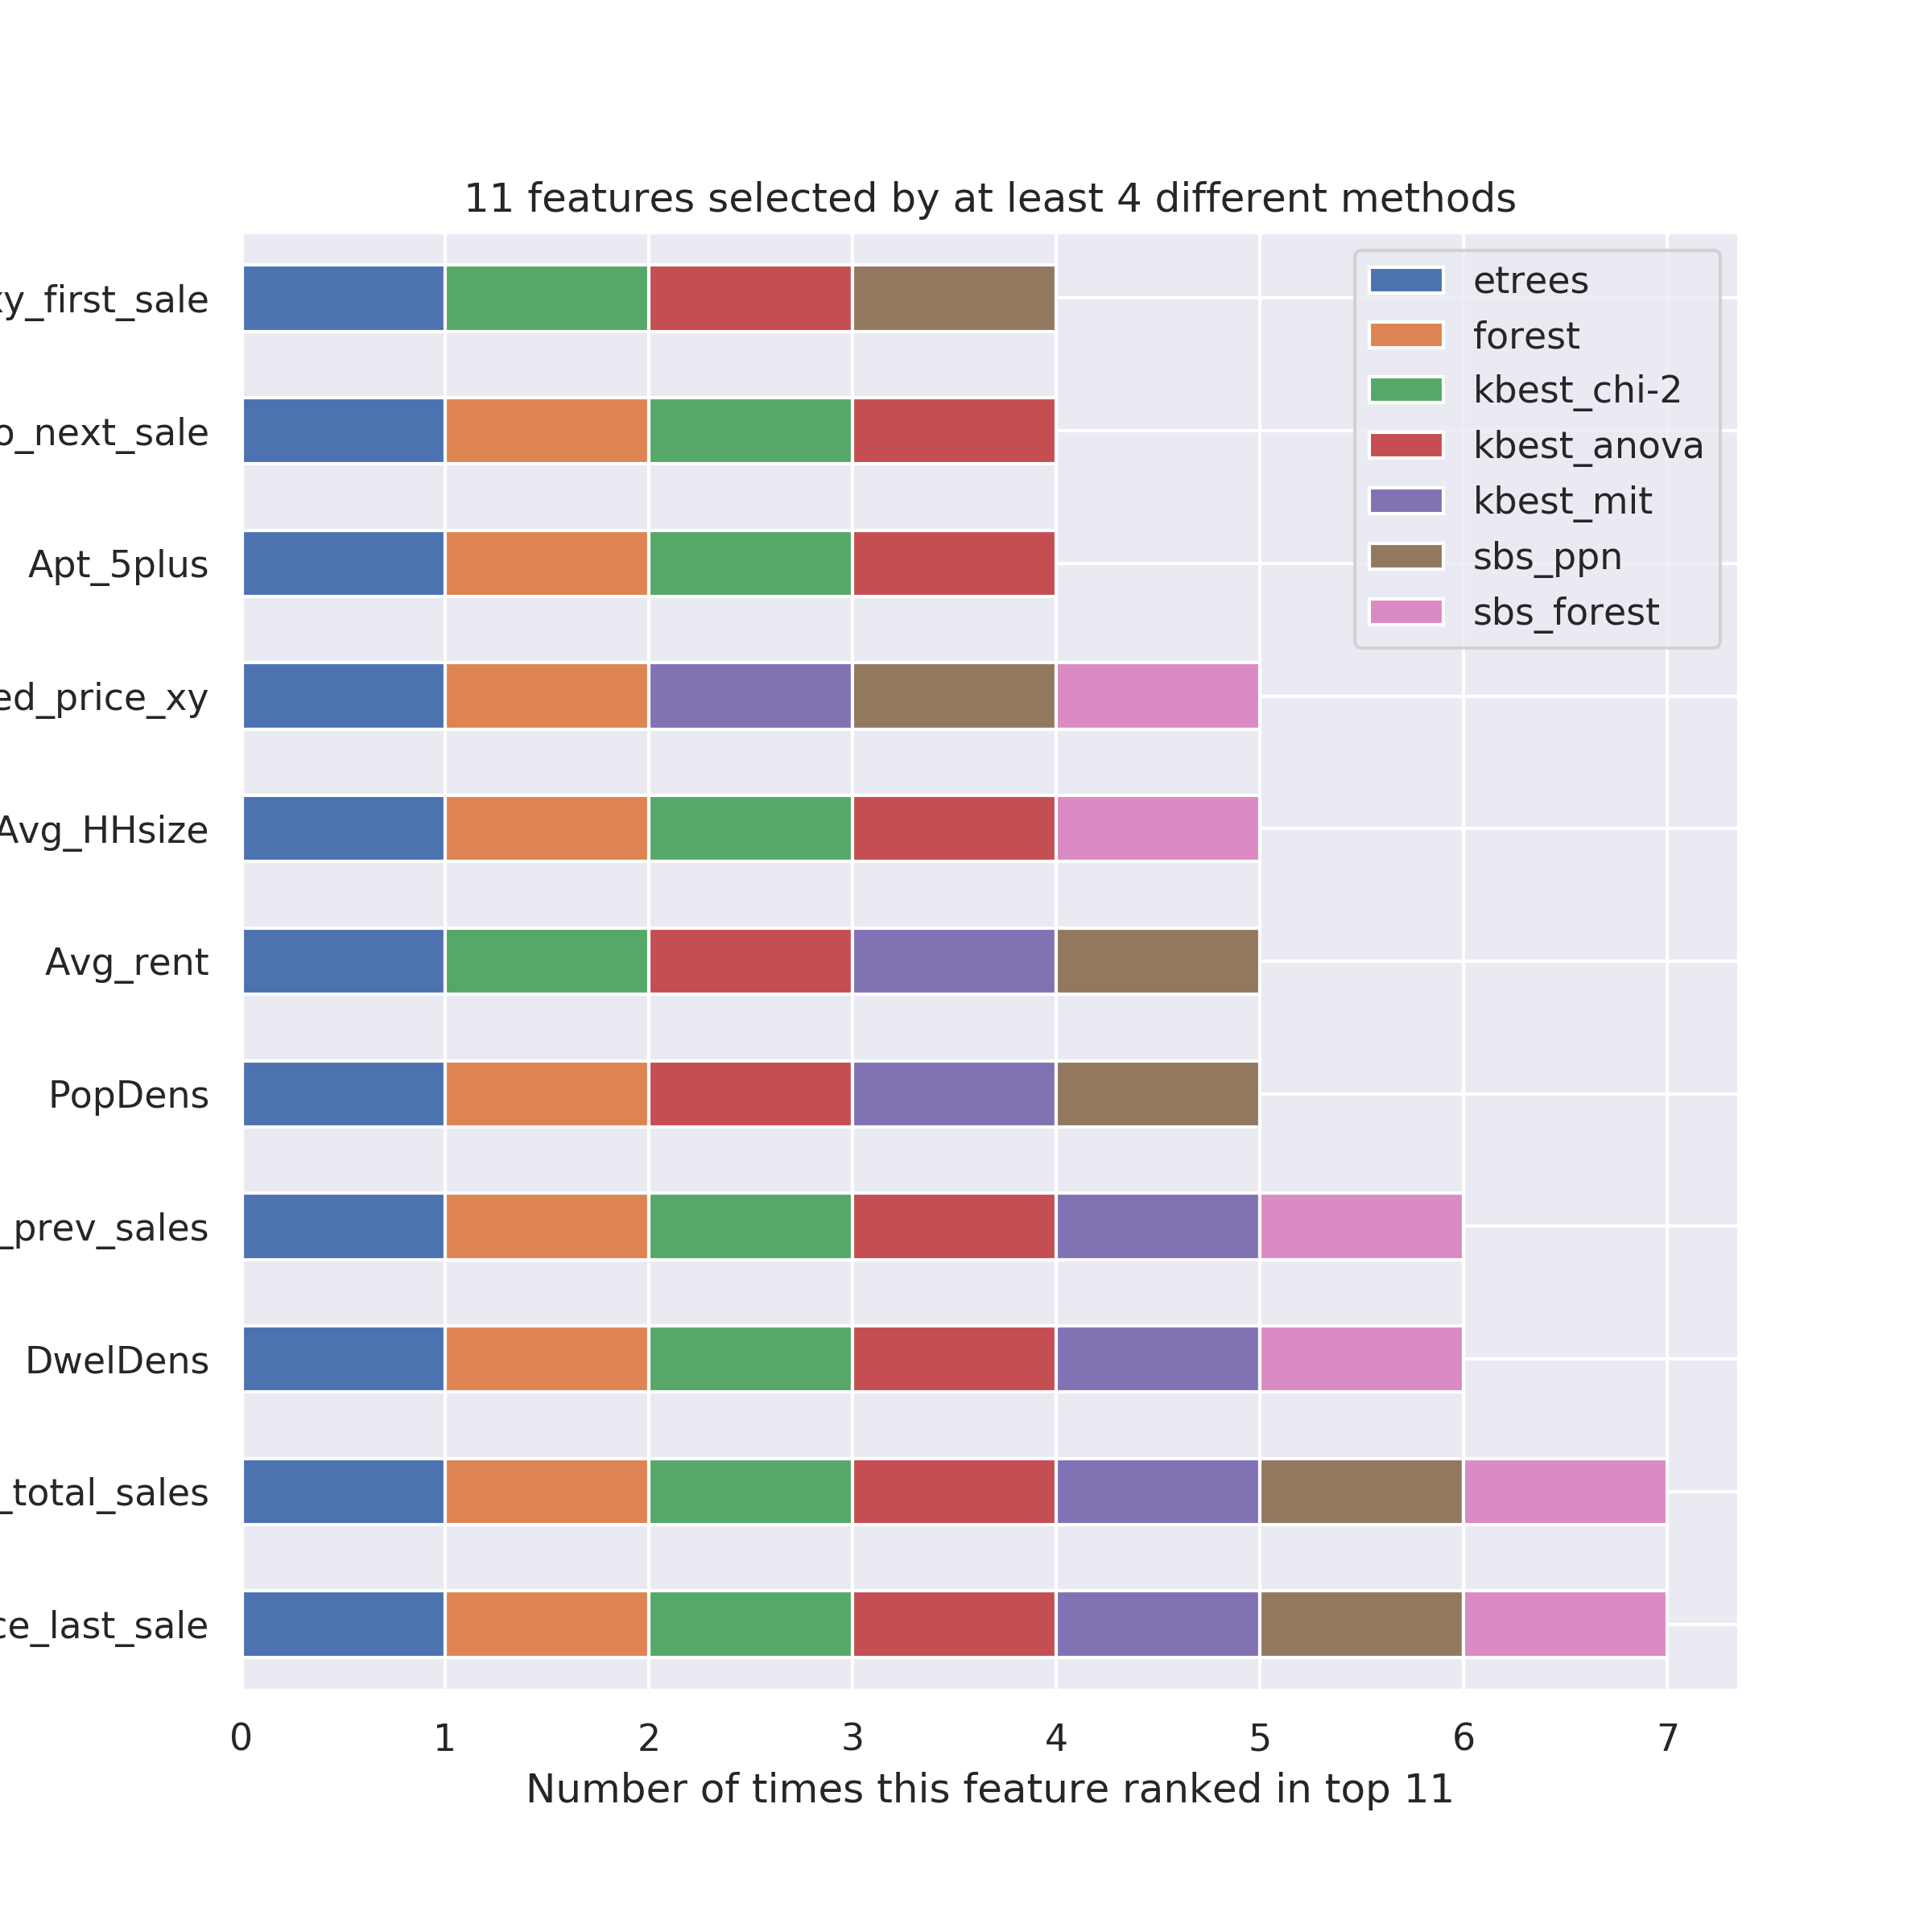 11 features selected by at least 4 different methods
etrees
forest
kbest_chi-2
kbest_anova
kbest_mit
sbs_ppn
sbs_forest
xy_first_sale
o_next_sale
Apt_5plus
ed_price_xy
Avg_HHsize
Avg_rent
PopDens
_prev_sales
DwelDens
_total_sales
ce_last_sale
0 1 2 3 4 5 6 7
Number of times this feature ranked in top 11